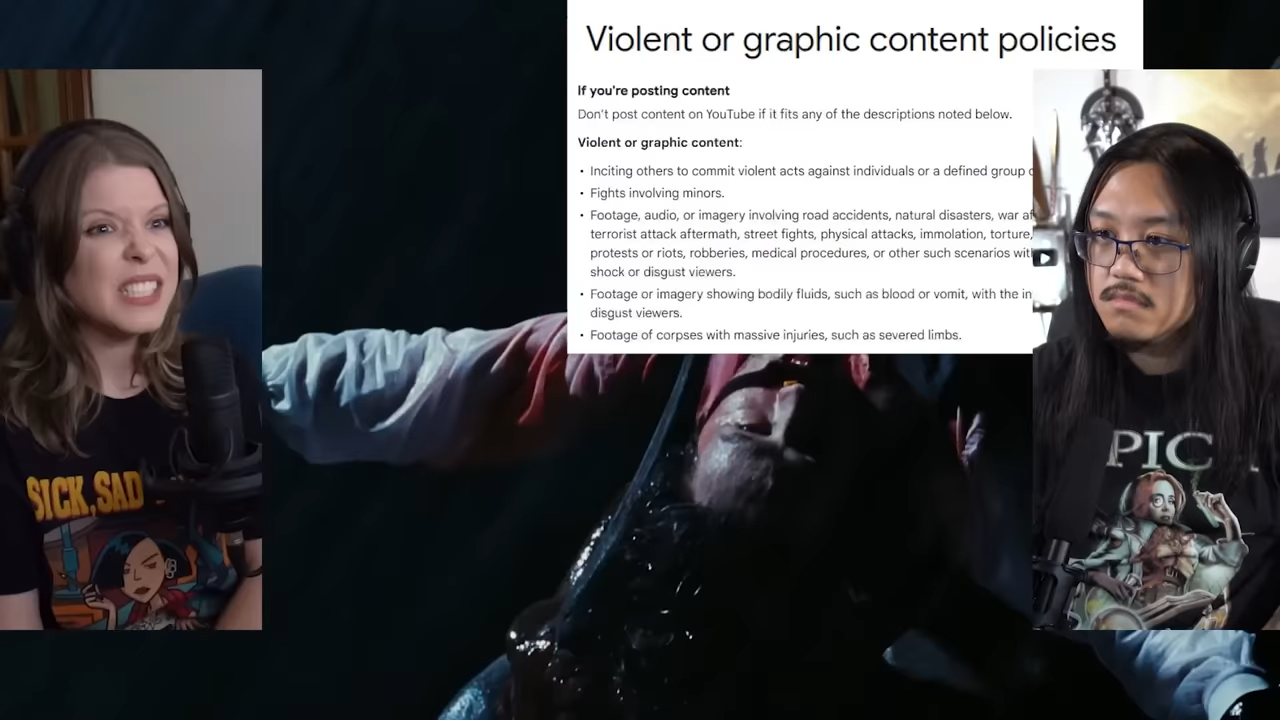 Violent or graphic content policies
If you're posting content
Don't post content on YouTube if it fits any of the descriptions noted below.
Violent or graphic content:
• Inciting others to commit violent acts against individuals or a defined group
• Fights involving minors.
• Footage, audio, or imagery involving road accidents, natural disasters, war
terrorist attack aftermath, street fights, physical attacks, immolation, torture,
protests or riots, robberies, medical procedures, or other such scenarios
shock or disgust viewers.
• Footage or imagery showing bodily fluids, such as blood or vomit, with the
disgust viewers.
• Footage of corpses with massive injuries, such as severed limbs.
SICK, SAD
PIC